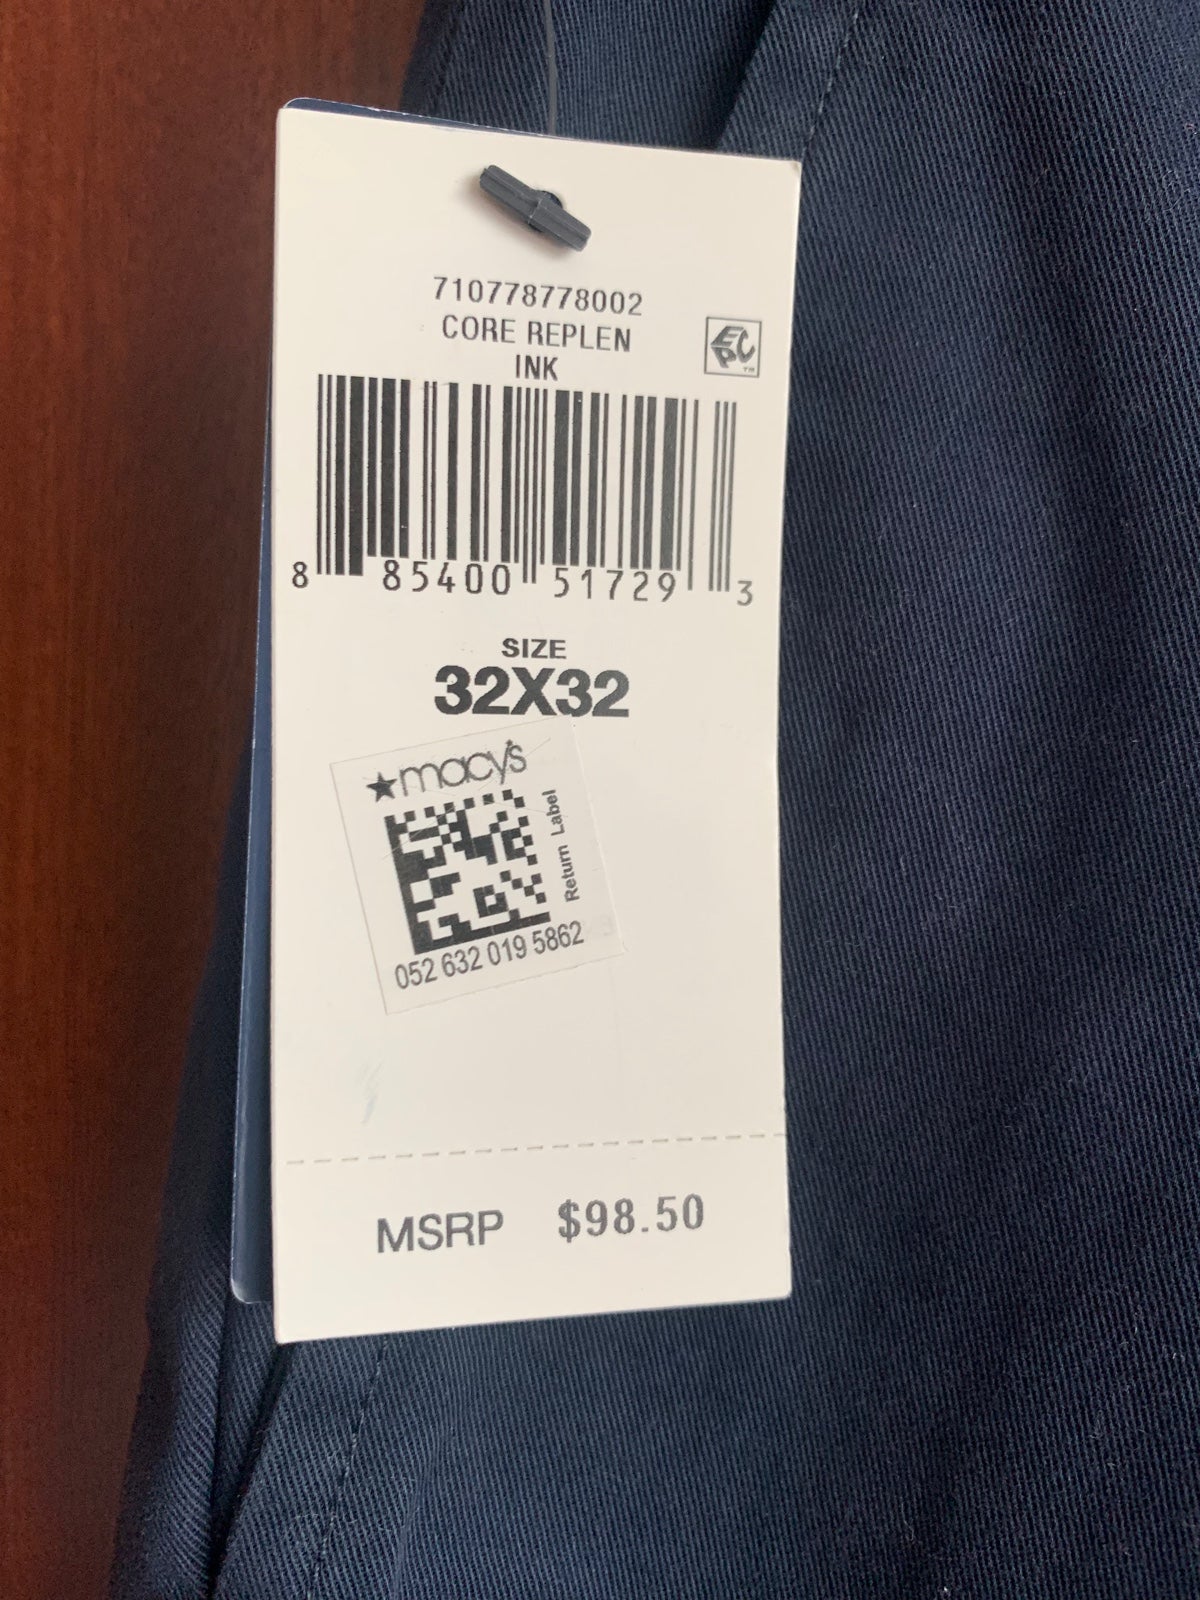 710778778002
CORE REPLEN
INK
EPC™
8 85400 51729 3
SIZE
32X32
★macy's
Return Label
052 632 019 5862
MSRP $98.50